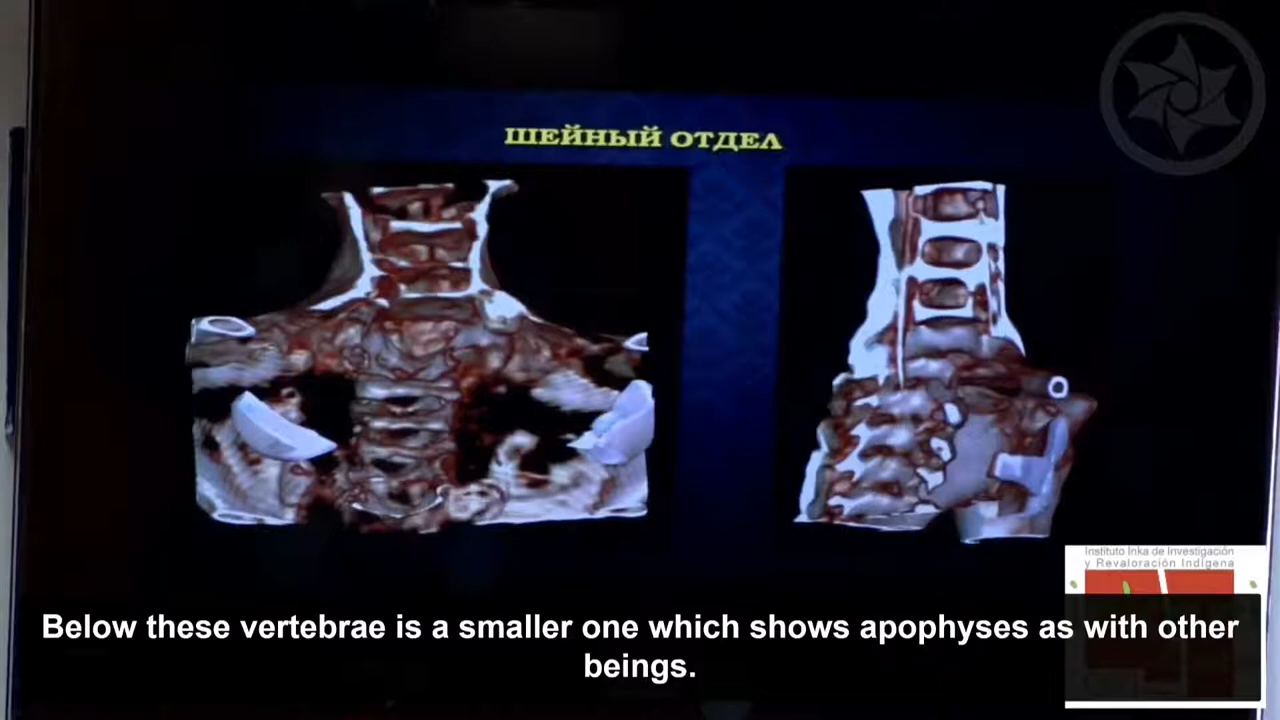 ШЕЙНЫЙ ОТДЕЛ
Instituto Inka de Investigación
y Revaloración Indígena
Below these vertebrae is a smaller one which shows apophyses as with other
beings.